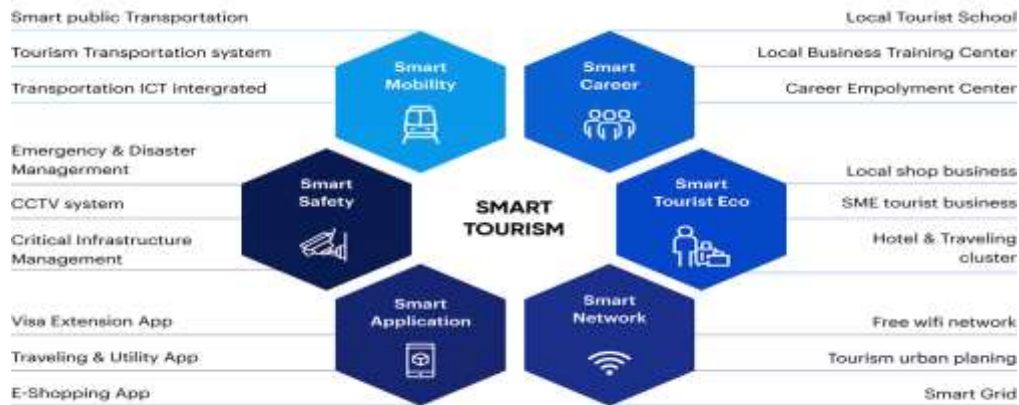 Smart public Transportation
Tourism Transportation system
Transportation ICT intergrated
Smart
Mobility
Smart
Career
Local Tourist School
Local Business Training Center
Career Empolyment Center
Emergency & Disaster
Managerment
CCTV system
Critical Infrastructure
Management
Smart
Safety
SMART
TOURISM
Smart
Tourist Eco
Local shop business
SME tourist business
Hotel & Traveling
cluster
Visa Extension App
Traveling & Utility App
E-Shopping App
Smart
Application
Smart
Network
Free wifi network
Tourism urban planing
Smart Grid